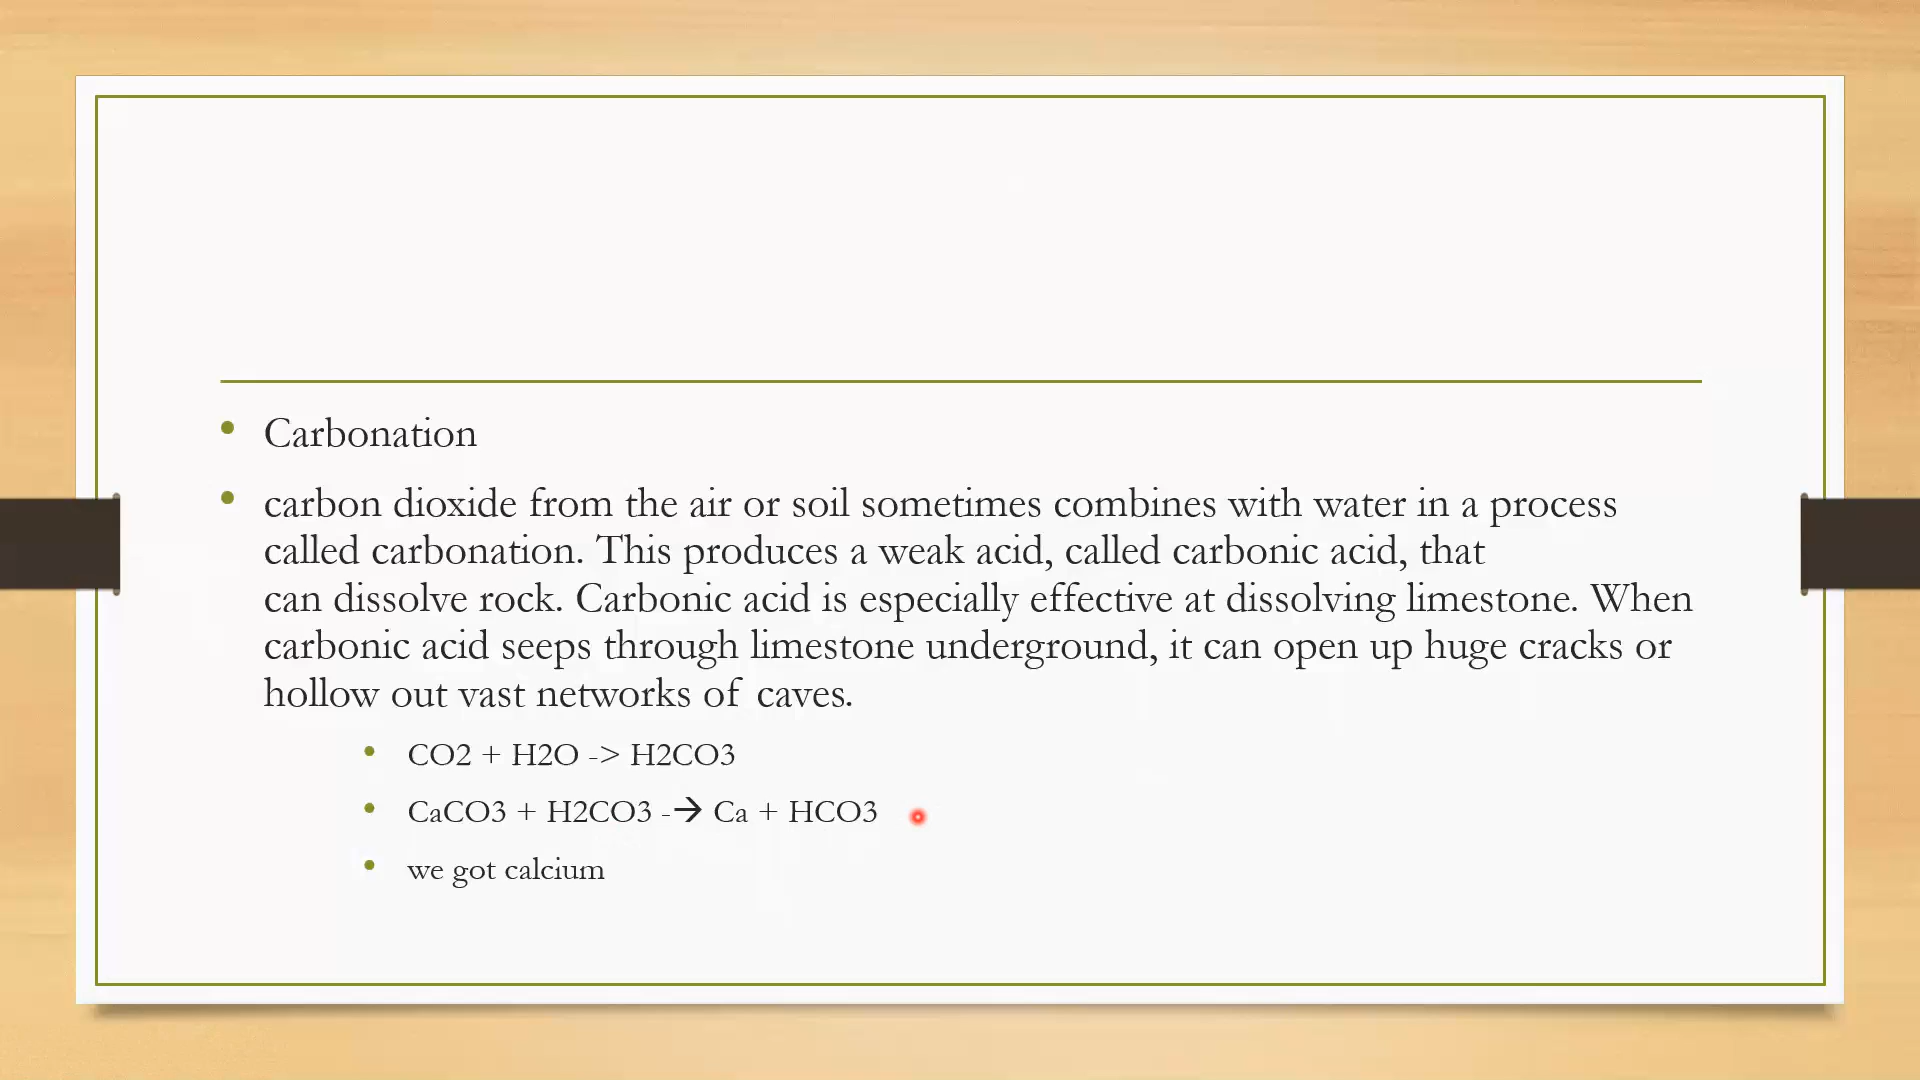 Carbonation
carbon dioxide from the air or soil sometimes combines with water in a process
called carbonation. This produces a weak acid, called carbonic acid, that
can dissolve rock. Carbonic acid is especially effective at dissolving limestone. When
carbonic acid seeps through limestone underground, it can open up huge cracks or
hollow out vast networks of caves.
CO2 + H2O -> H2CO3
CaCO3 + H2CO3 -→ Ca + HCO3
we got calcium